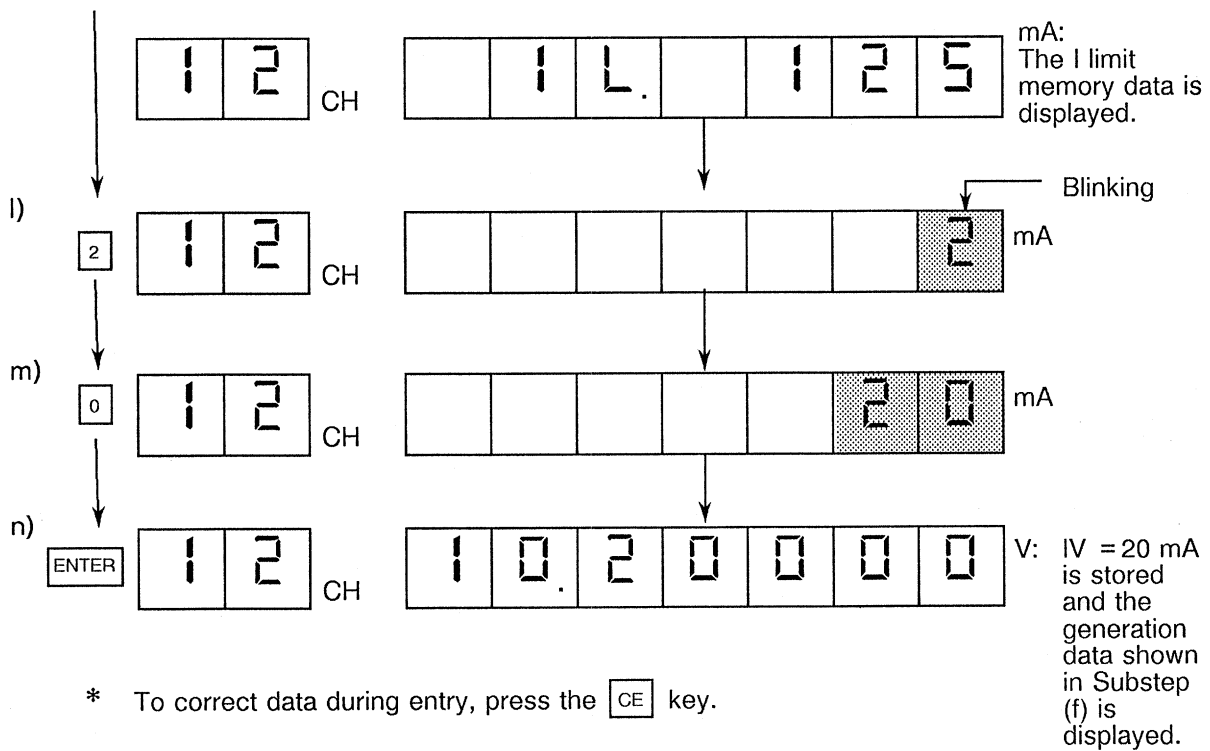 1 2 CH 1 L. 1 2 5 mA:
The I limit
memory data is
displayed.
Blinking
l) 2 1 2 CH 2 mA
m) 0 1 2 CH 2 0 mA
n) ENTER 1 2 CH 1 0. 2 0 0 0 0 V: IV = 20 mA
is stored
and the
generation
data shown
in Substep
(f) is
displayed.
* To correct data during entry, press the CE key.